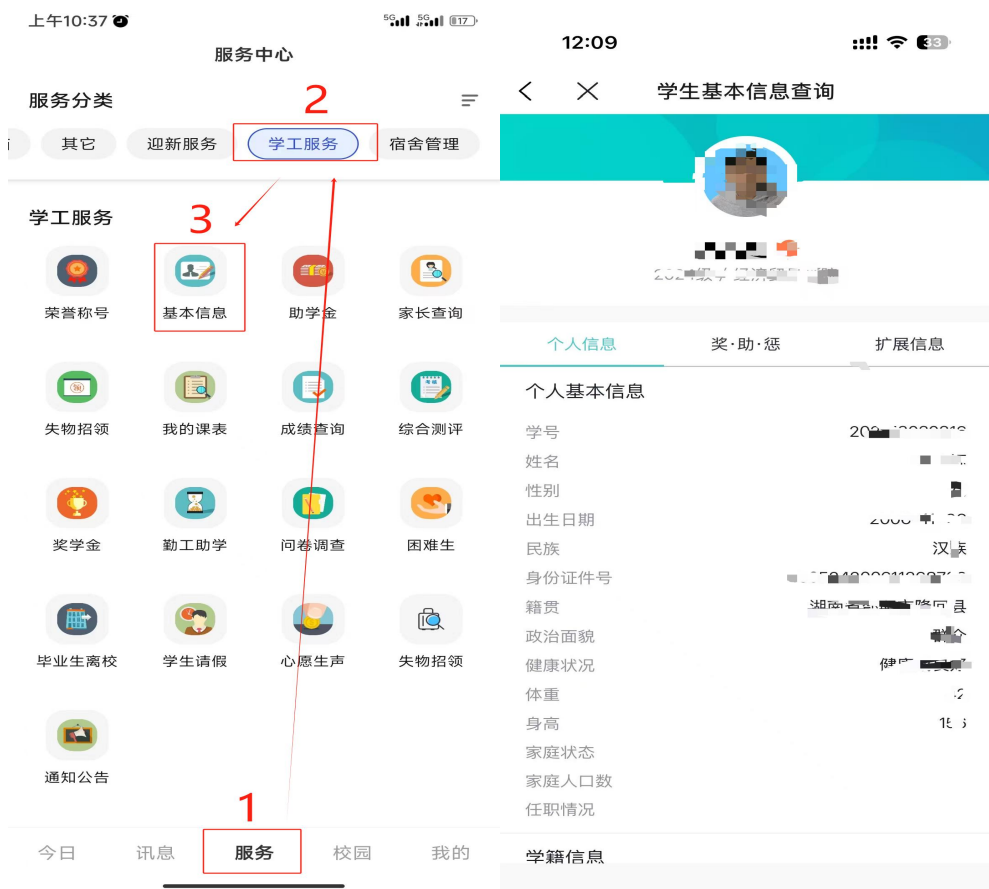 上午10:37
5G 5G 17
服务中心
服务分类
2
其它 迎新服务 学工服务 宿舍管理
学工服务
3
荣誉称号 基本信息 助学金 家长查询
失物招领 我的课表 成绩查询 综合测评
奖学金 勤工助学 问卷调查 困难生
毕业生离校 学生请假 心愿生声 失物招领
通知公告
1
今日 讯息 服务 校园 我的
12:09
33
学生基本信息查询
个人信息 奖·助·惩 扩展信息
个人基本信息
学号
姓名
性别
出生日期
民族 汉族
身份证件号
籍贯
政治面貌
健康状况
体重
身高
家庭状态
家庭人口数
任职情况
学籍信息